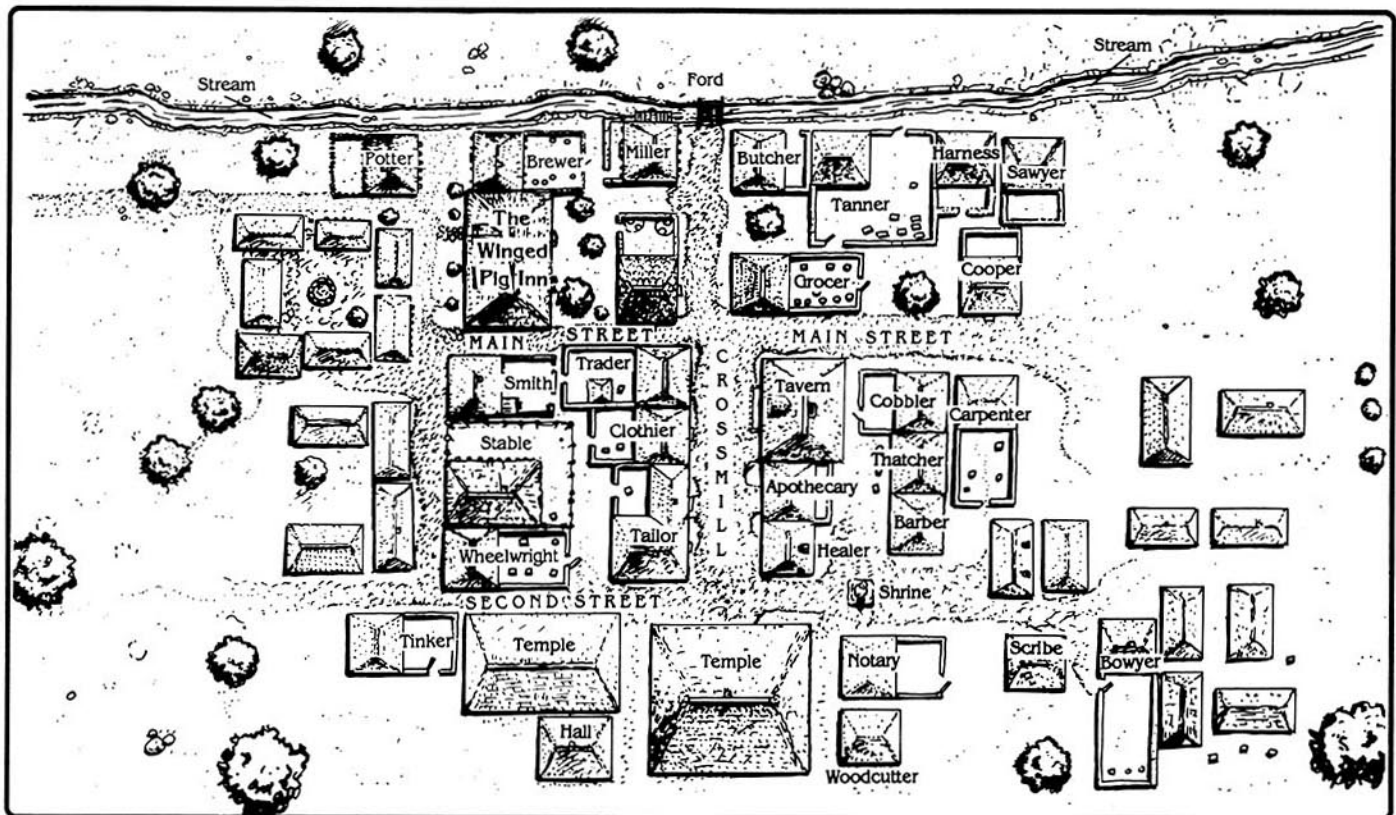 Stream
Stream
Ford
Potter
Brewer
Miller
Butcher
Harness
Sawyer
Tanner
The
Winged
Pig Inn
Grocer
Cooper
MAIN STREET
MAIN STREET
CROSSMILL
Smith
Trader
Tavern
Cobbler
Carpenter
Stable
Clothier
Thatcher
Apothecary
Barber
Wheelwright
Tailor
Healer
Shrine
SECOND STREET
Tinker
Temple
Temple
Notary
Scribe
Bowyer
Hall
Woodcutter